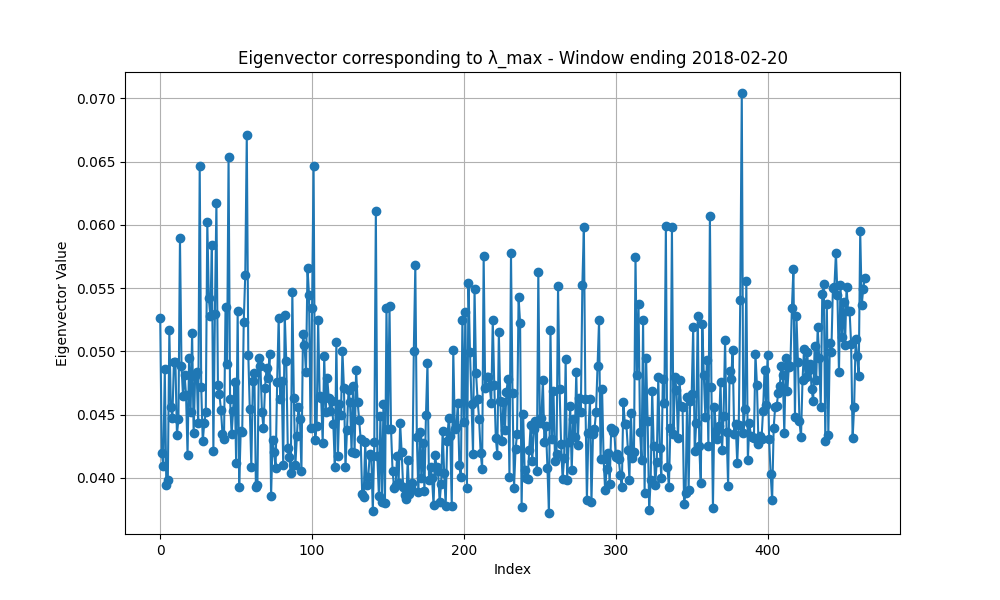 Eigenvector corresponding to λ_max - Window ending 2018-02-20
0.070
0.065
0.060
0.055
0.050
0.045
0.040
Eigenvector Value
0 100 200 300 400
Index